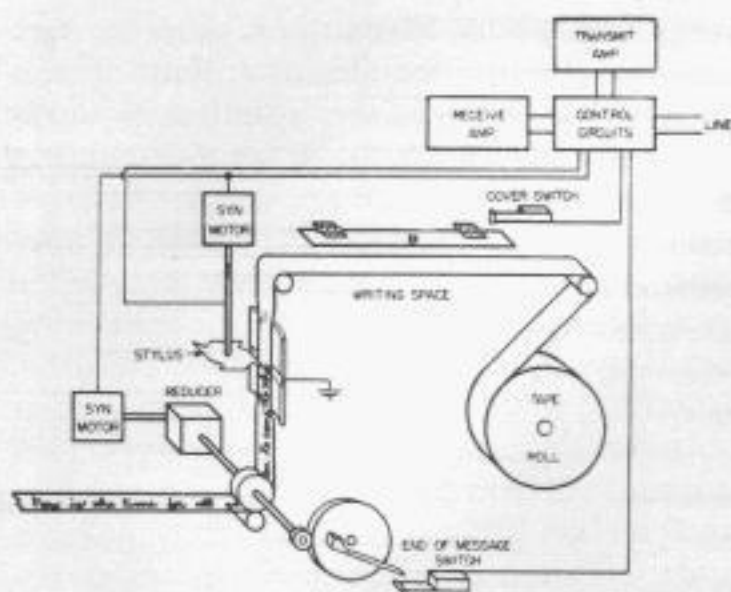 TRANSMIT
AMP
RECEIVE
AMP.
CONTROL
CIRCUITS
LINE
COVER SWITCH
SYN
MOTOR
WRITING SPACE
STYLUS
REDUCER
SYN
MOTOR
TAPE
ROLL
END OF MESSAGE
SWITCH